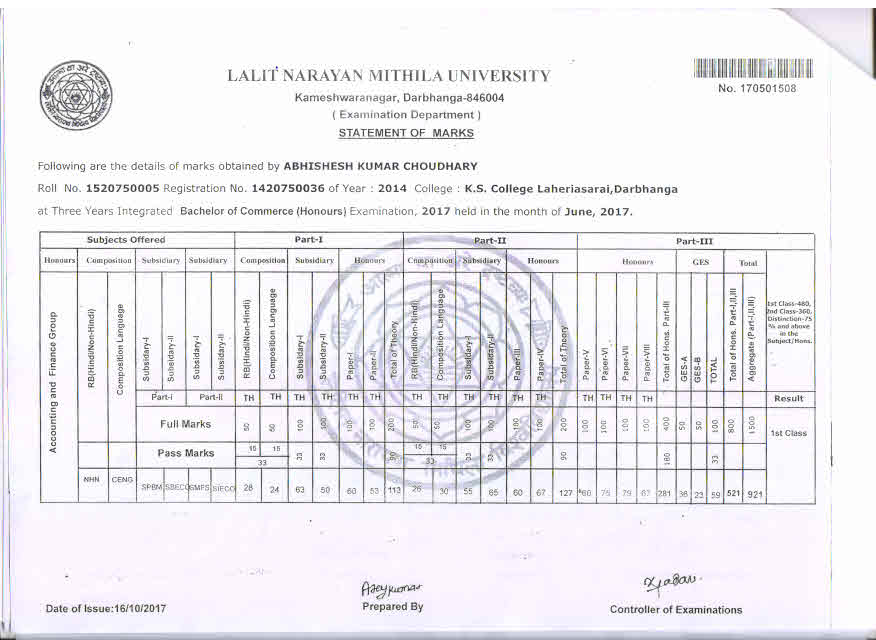 LALIT NARAYAN MITHILA UNIVERSITY
No. 170501508
Kameshwaranagar, Darbhanga-846004
( Examination Department )
STATEMENT OF MARKS
Following are the details of marks obtained by ABHISHESH KUMAR CHOUDHARY
Roll No. 1520750005 Registration No. 1420750036 of Year : 2014 College : K.S. College Laheriasarai,Darbhanga
at Three Years Integrated Bachelor of Commerce (Honours) Examination, 2017 held in the month of June, 2017.
Subjects Offered Part-I Part-II Part-III
Honours Composition Subsidiary Subsidiary Composition Subsidiary Honours Composition Subsidiary Honours Honours GES Total
Accounting and Finance Group
RB(Hindi/Non-Hindi) Composition Language Subsidary-I Subsidary-II Subsidary-I Subsidary-II RB(Hindi/Non-Hindi) Composition Language Subsidary-I Subsidary-II Paper-I Paper-II Total of Theory RB(Hindi/Non-Hindi) Composition Language Subsidary-I Subsidary-II Paper-III Paper-IV Total of Theory Paper-V Paper-VI Paper-VII Paper-VIII Total of Hons. Part-III GES-A GES-B TOTAL Total of Hons. Part-I,II,III Aggregate (Part-I,II,III)
1st Class-480,
2nd Class-360,
Distinction-75
% and above
in the
Subject/Hons.
Part-I Part-II TH TH TH TH TH TH TH TH TH TH TH TH TH TH TH TH Result
Full Marks 50 50 100 100 100 100 200 50 50 100 100 100 100 200 100 100 100 100 400 50 50 100 800 1500 1st Class
Pass Marks 15 15 33 33 33 90 15 15 33 33 33 90 180 33
NHN CENG SPBM SBECO SMPS SIECO 28 24 63 50 60 53 113 26 30 55 65 60 67 127 60 75 79 67 281 36 23 59 521 921
Ajay Kumar
Date of Issue:16/10/2017
Prepared By
Controller of Examinations